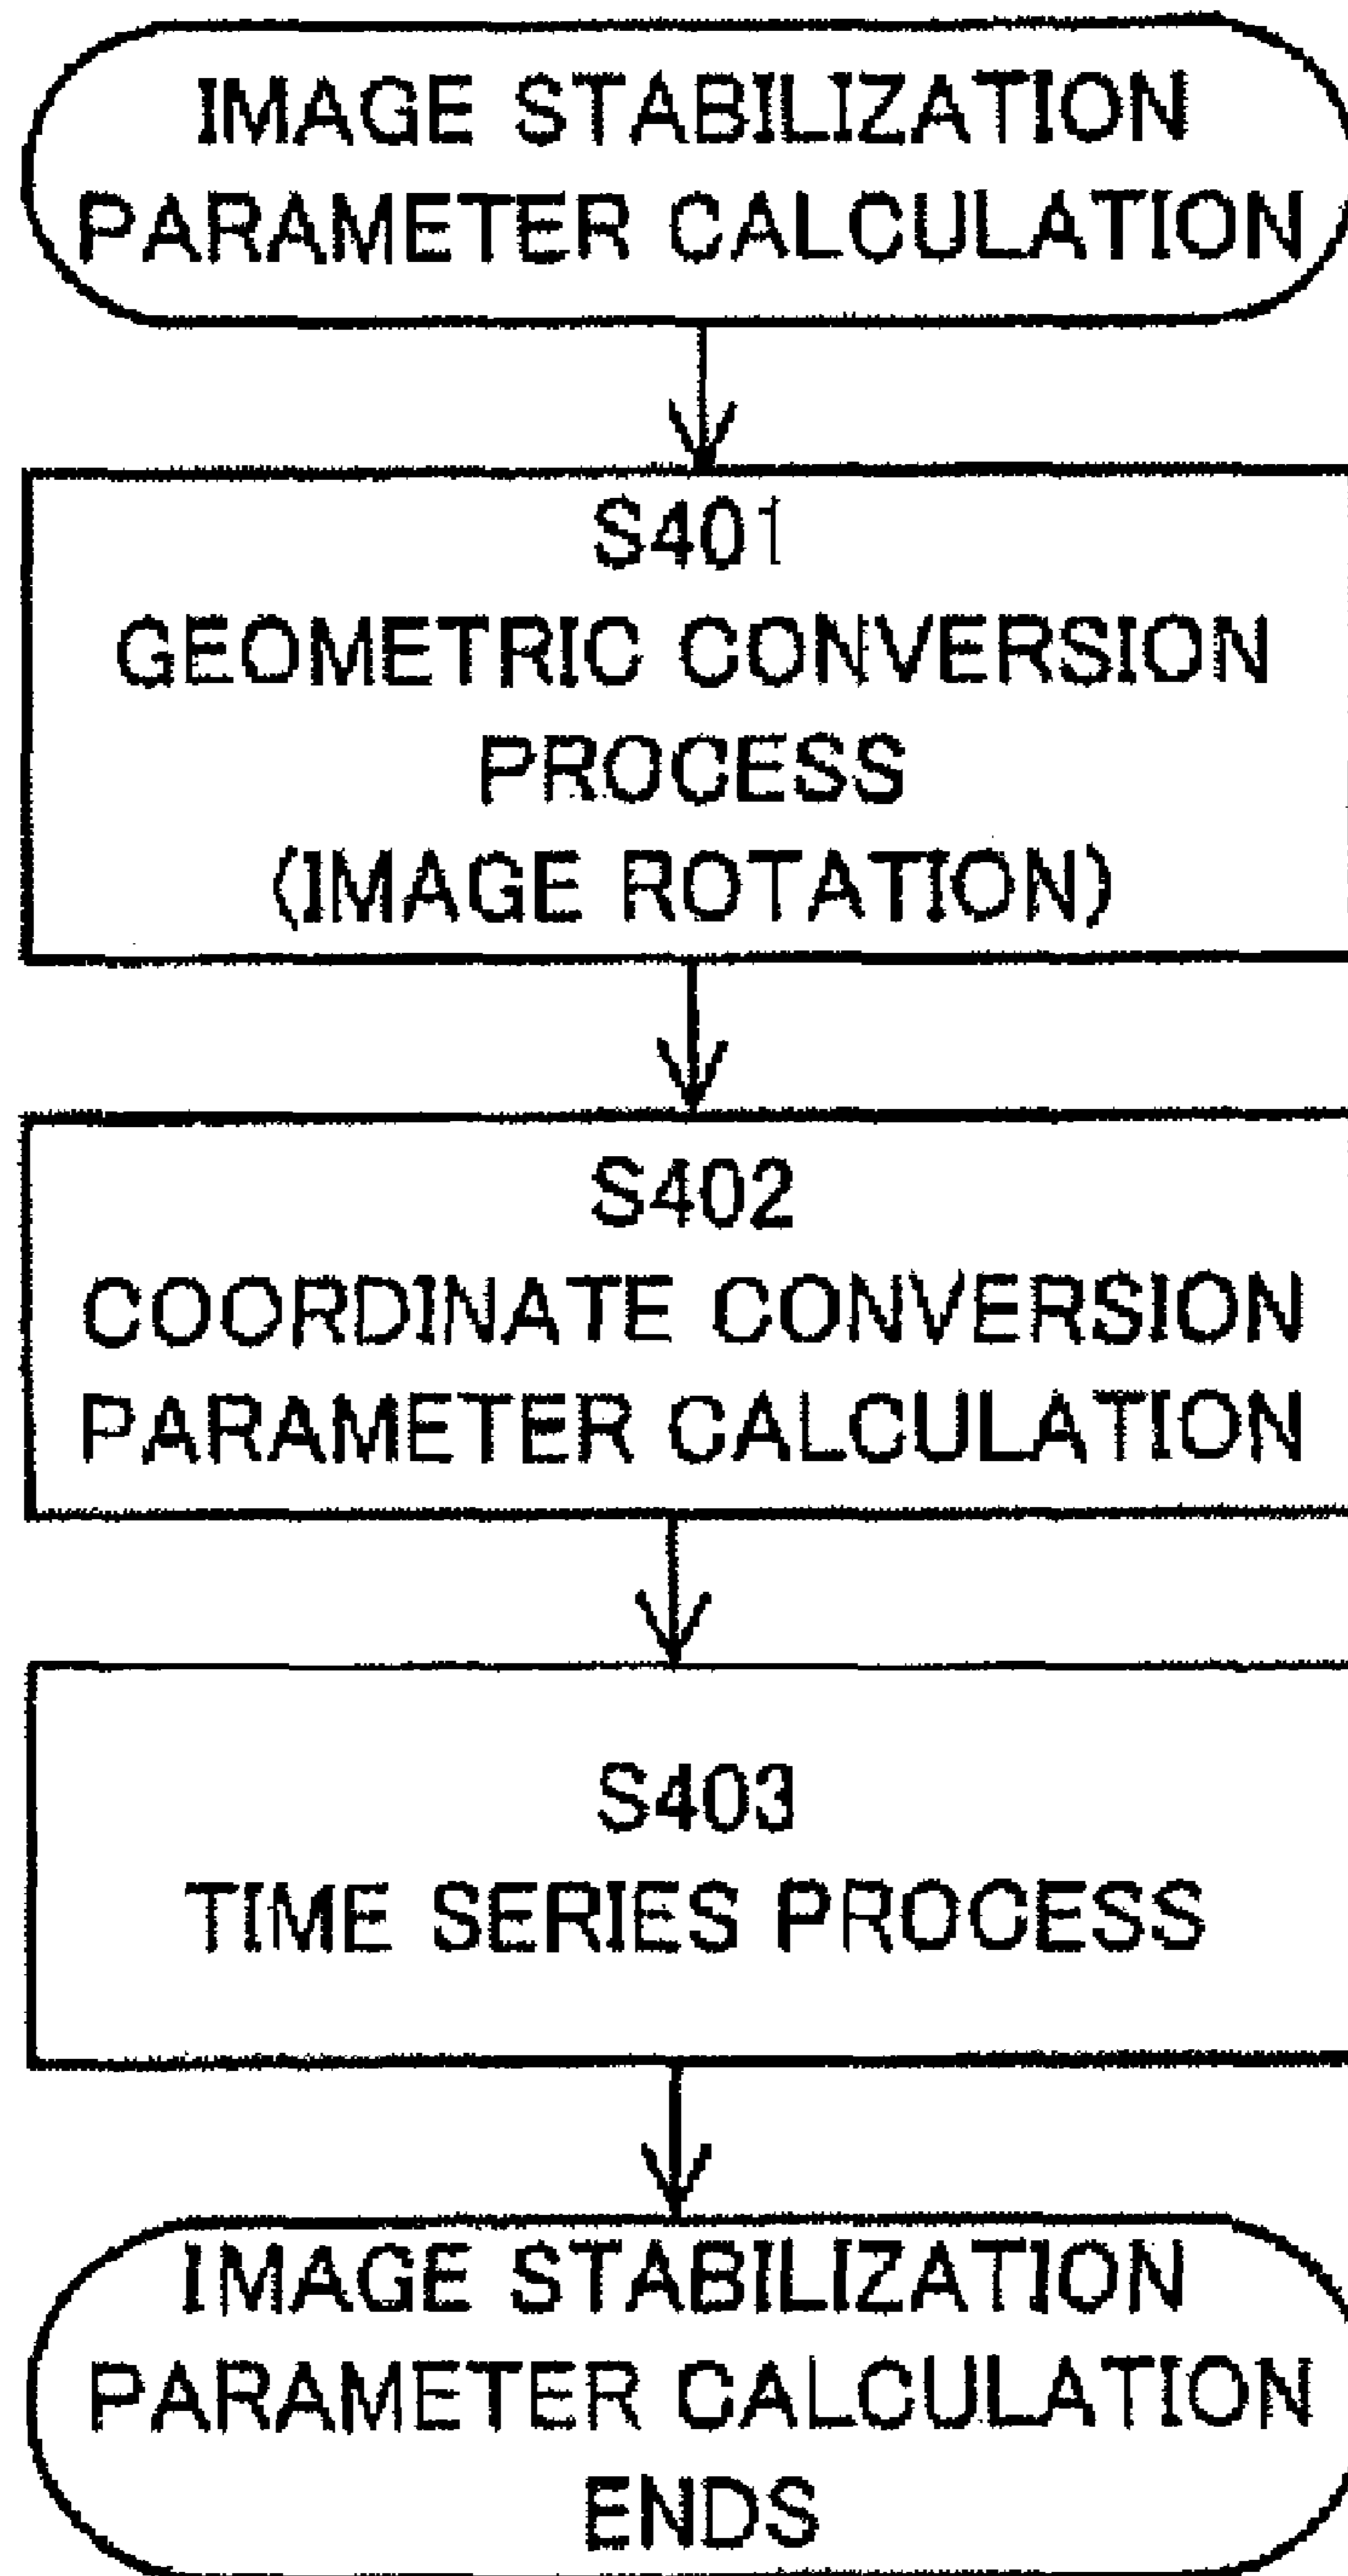 IMAGE STABILIZATION
PARAMETER CALCULATION
S401
GEOMETRIC CONVERSION
PROCESS
(IMAGE ROTATION)
S402
COORDINATE CONVERSION
PARAMETER CALCULATION
S403
TIME SERIES PROCESS
IMAGE STABILIZATION
PARAMETER CALCULATION
ENDS